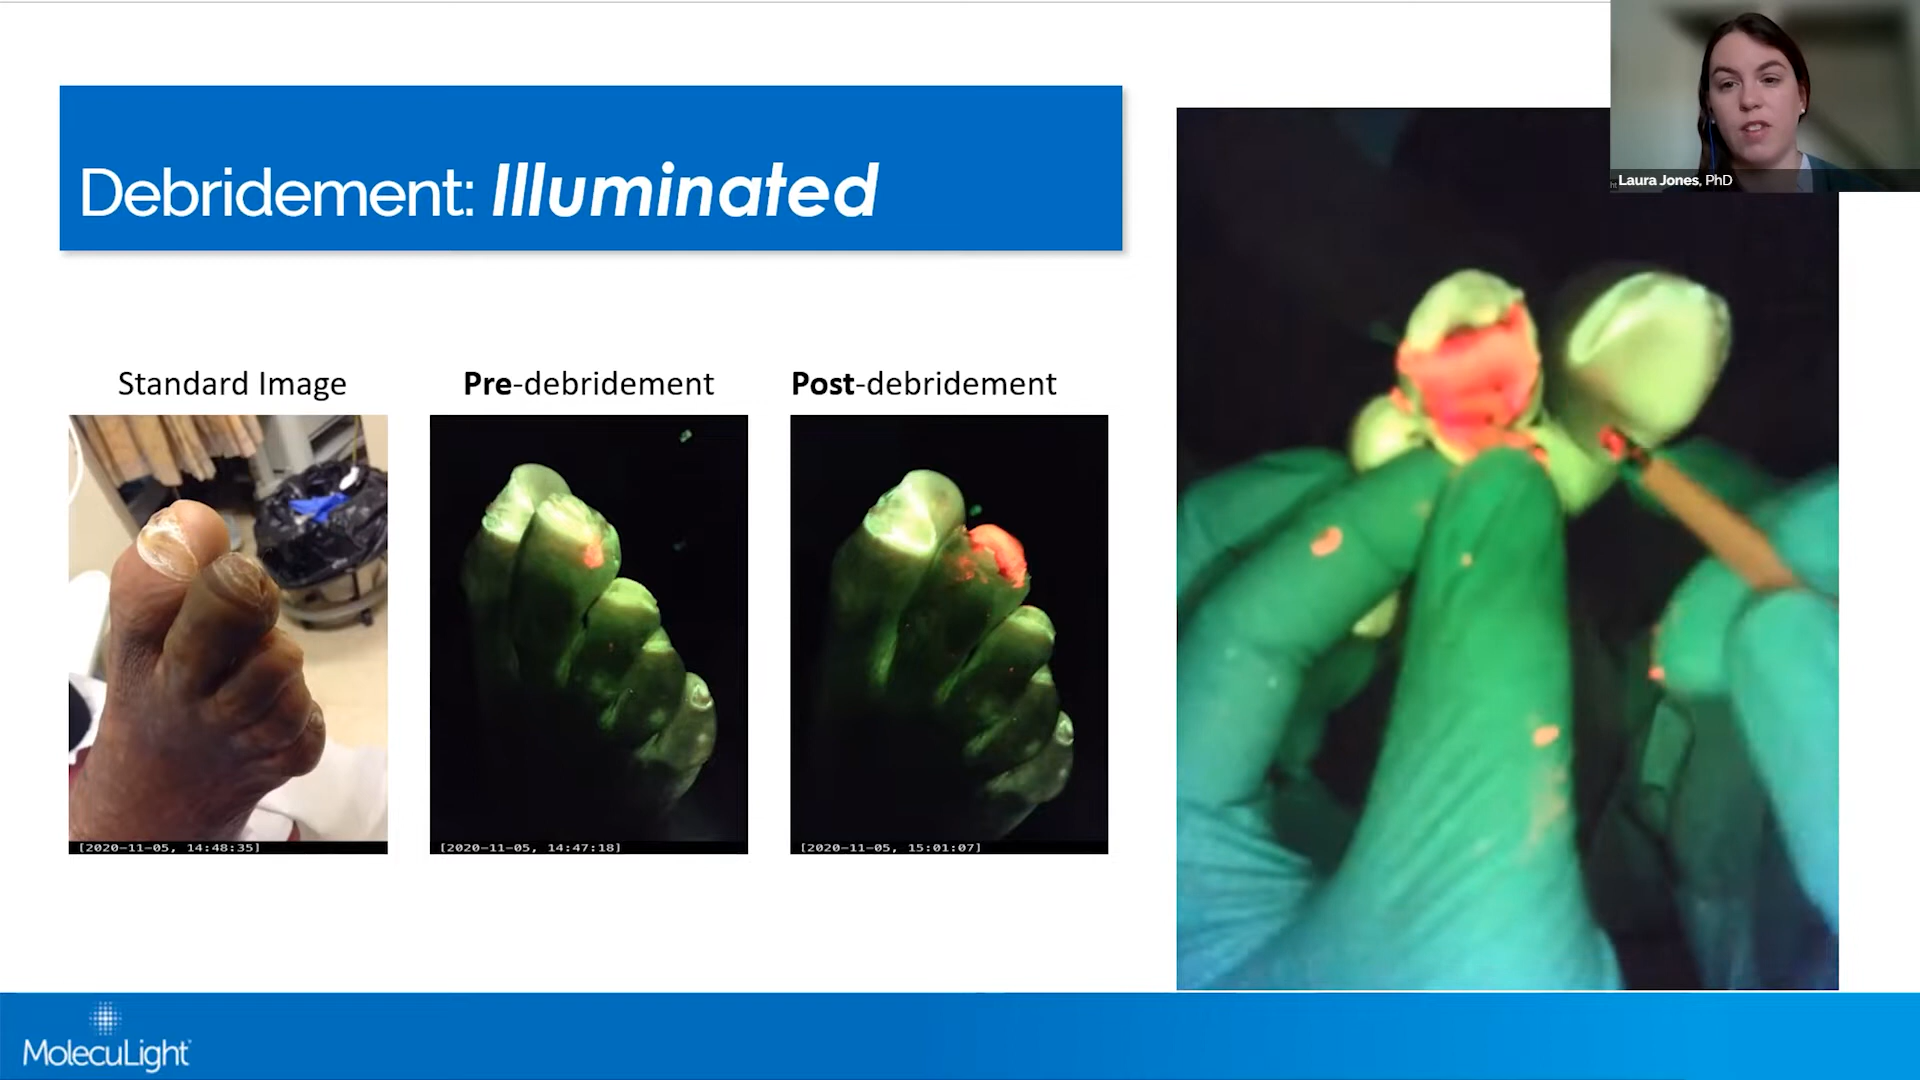 Laura Jones, PhD
Debridement: Illuminated
Standard Image
Pre-debridement
Post-debridement
[2020-11-05, 14:48:35]
[2020-11-05, 14:47:18]
[2020-11-05, 15:01:07]
MolecuLight